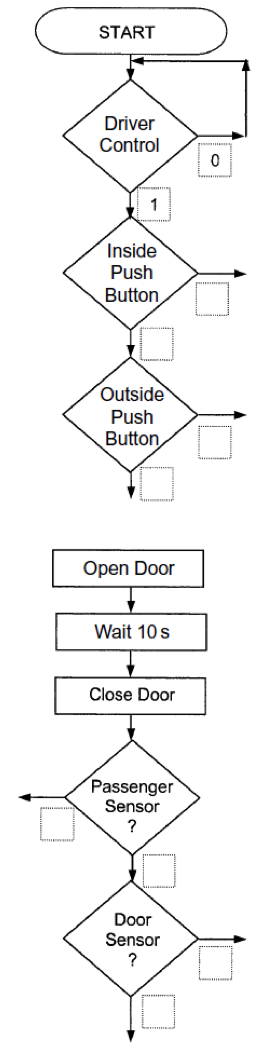 START
Driver
Control
0
1
Inside
Push
Button
Outside
Push
Button
Open Door
Wait 10 s
Close Door
Passenger
Sensor
?
Door
Sensor
?